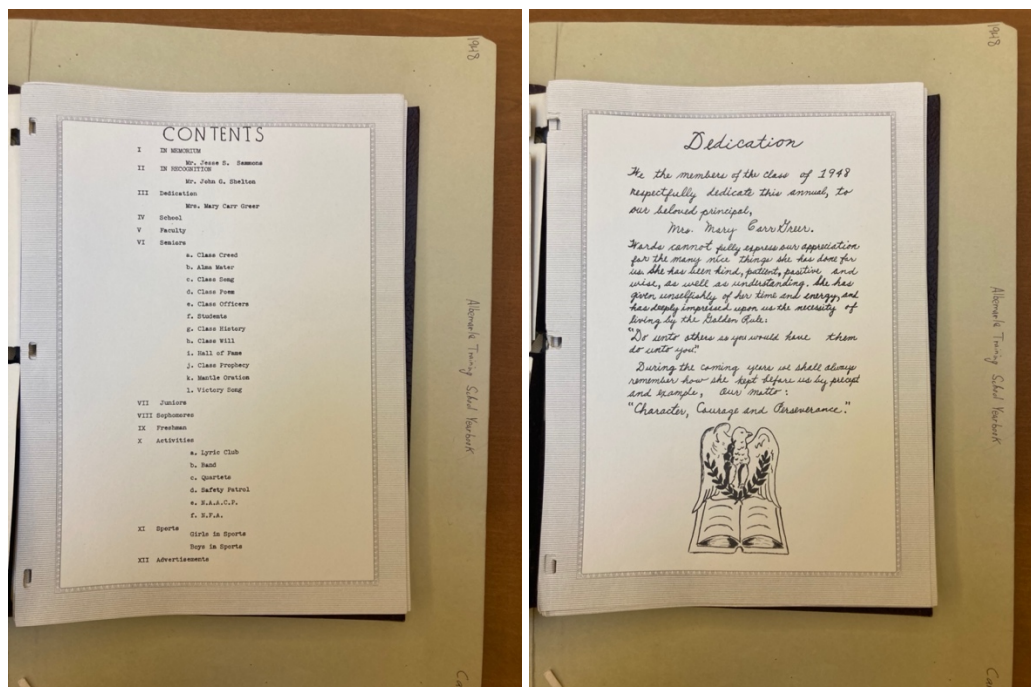 1948
CONTENTS
I IN MEMORIUM
Mr. Jesse S. Sammons
II IN RECOGNITION
Mr. John G. Shelton
III Dedication
Mrs. Mary Carr Greer
IV School
V Faculty
VI Seniors
a. Class Creed
b. Alma Mater
c. Class Song
d. Class Poem
e. Class Officers
f. Students
g. Class History
h. Class Will
i. Hall of Fame
j. Class Prophecy
k. Mantle Oration
l. Victory Song
VII Juniors
VIII Sophomores
IX Freshman
X Activities
a. Lyric Club
b. Band
c. Quartets
d. Safety Patrol
e. N.A.A.C.P.
f. N.F.A.
XI Sports
Girls in Sports
Boys in Sports
XII Advertisements
Albemarle Training School Yearbook
1948
Dedication
We the members of the class of 1948
respectfully dedicate this annual, to
our beloved principal,
Mrs. Mary Carr Greer.
Words cannot fully express our appreciation
for the many nice things she has done for
us. She has been kind, patient, positive and
wise, as well as understanding. She has
given unselfishly of her time and energy, and
has deeply impressed upon us the necessity of
living by the Golden Rule:
"Do unto others as you would have them
do unto you."
During the coming years we shall always
remember how she kept before us by precept
and example, our motto:
"Character, Courage and Perseverance."
Albemarle Training School Yearbook